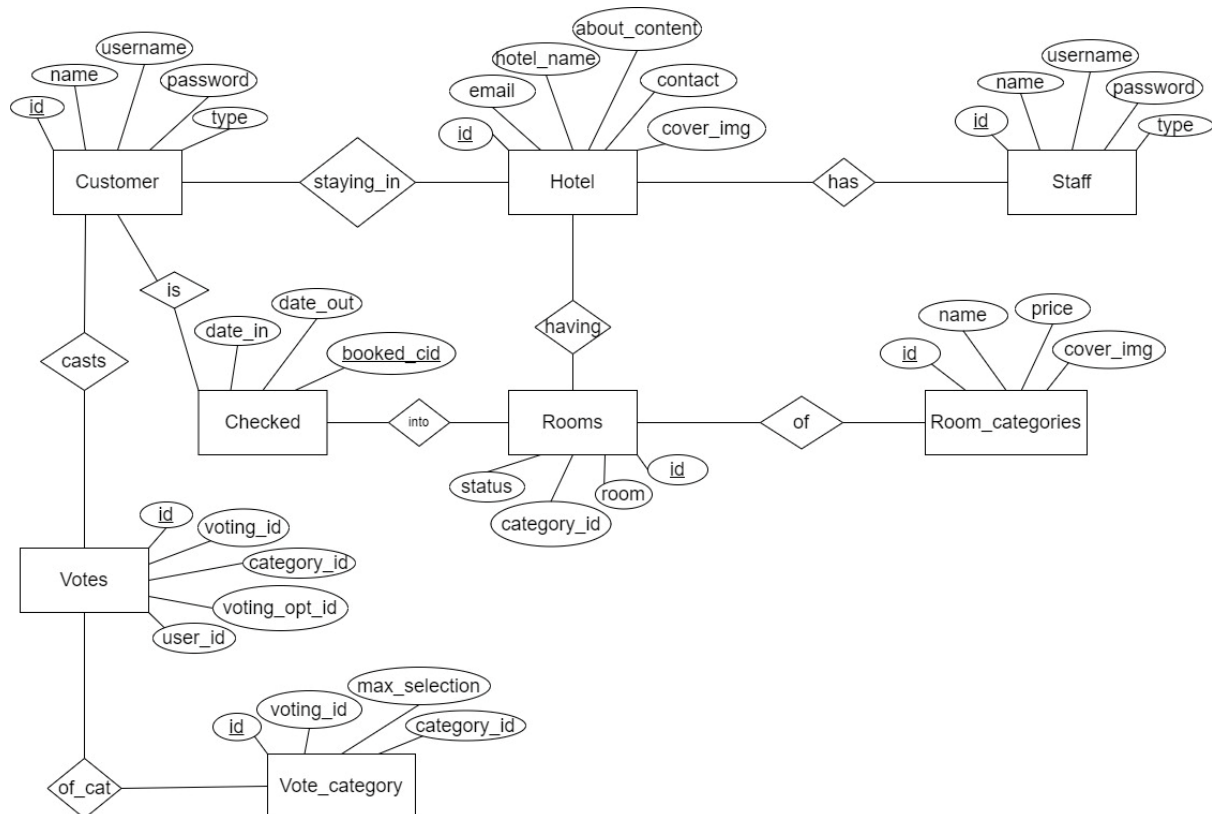 about_content
username
hotel_name
username
name
password
email
contact
name
password
id
type
id
cover_img
id
type
Customer
staying_in
Hotel
has
Staff
is
date_out
date_in
having
name
price
casts
booked_cid
id
cover_img
Checked
into
Rooms
of
Room_categories
status
id
room
category_id
id
voting_id
category_id
Votes
voting_opt_id
user_id
max_selection
voting_id
id
category_id
of_cat
Vote_category